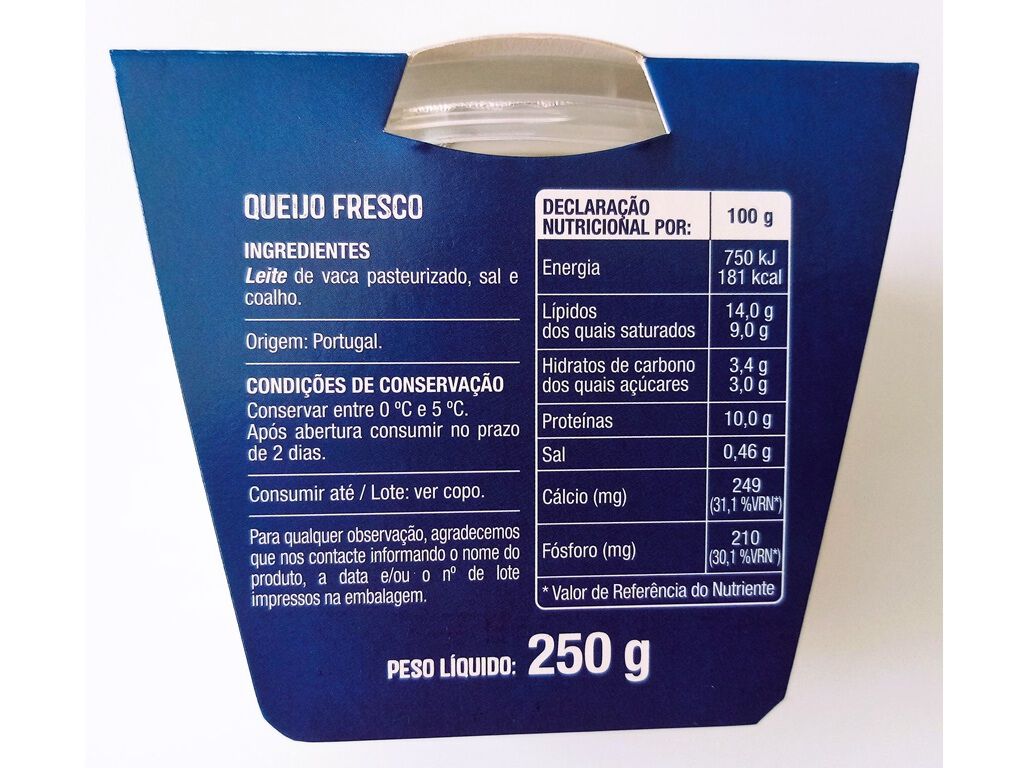 QUEIJO FRESCO
INGREDIENTES
Leite de vaca pasteurizado, sal e
coalho.
Origem: Portugal.
CONDIÇÕES DE CONSERVAÇÃO
Conservar entre 0 ºC e 5 ºC.
Após abertura consumir no prazo
de 2 dias.
Consumir até / Lote: ver copo.
Para qualquer observação, agradecemos
que nos contacte informando o nome do
produto, a data e/ou o nº de lote
impressos na embalagem.
DECLARAÇÃO
NUTRICIONAL POR: 100 g
Energia 750 kJ
181 kcal
Lípidos 14,0 g
dos quais saturados 9,0 g
Hidratos de carbono 3,4 g
dos quais açúcares 3,0 g
Proteínas 10,0 g
Sal 0,46 g
Cálcio (mg) 249
(31,1 %VRN*)
Fósforo (mg) 210
(30,1 %VRN*)
* Valor de Referência do Nutriente
PESO LÍQUIDO: 250 g